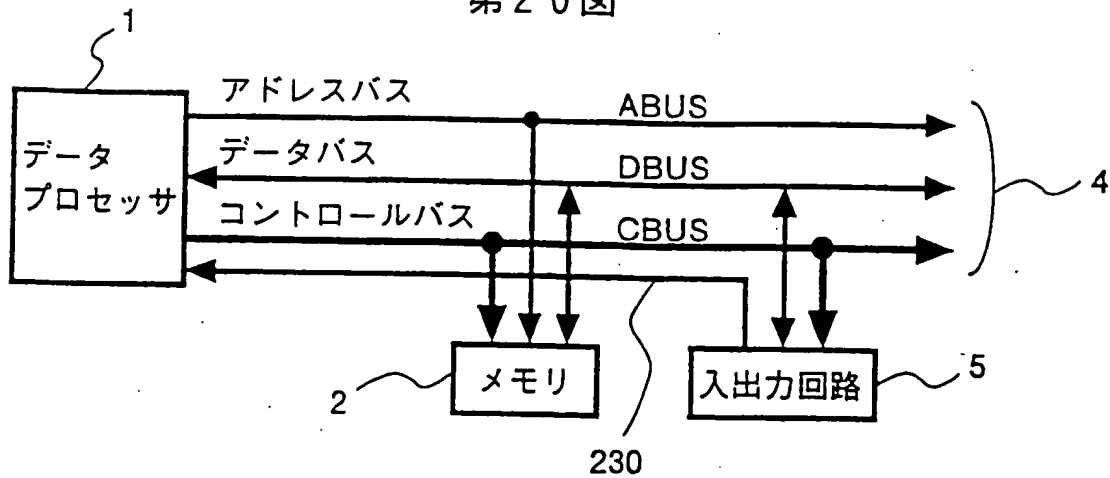 第20図
1
アドレスバス ABUS
データ
プロセッサ
データバス DBUS
4
コントロールバス CBUS
メモリ
入出力回路
5
2
230